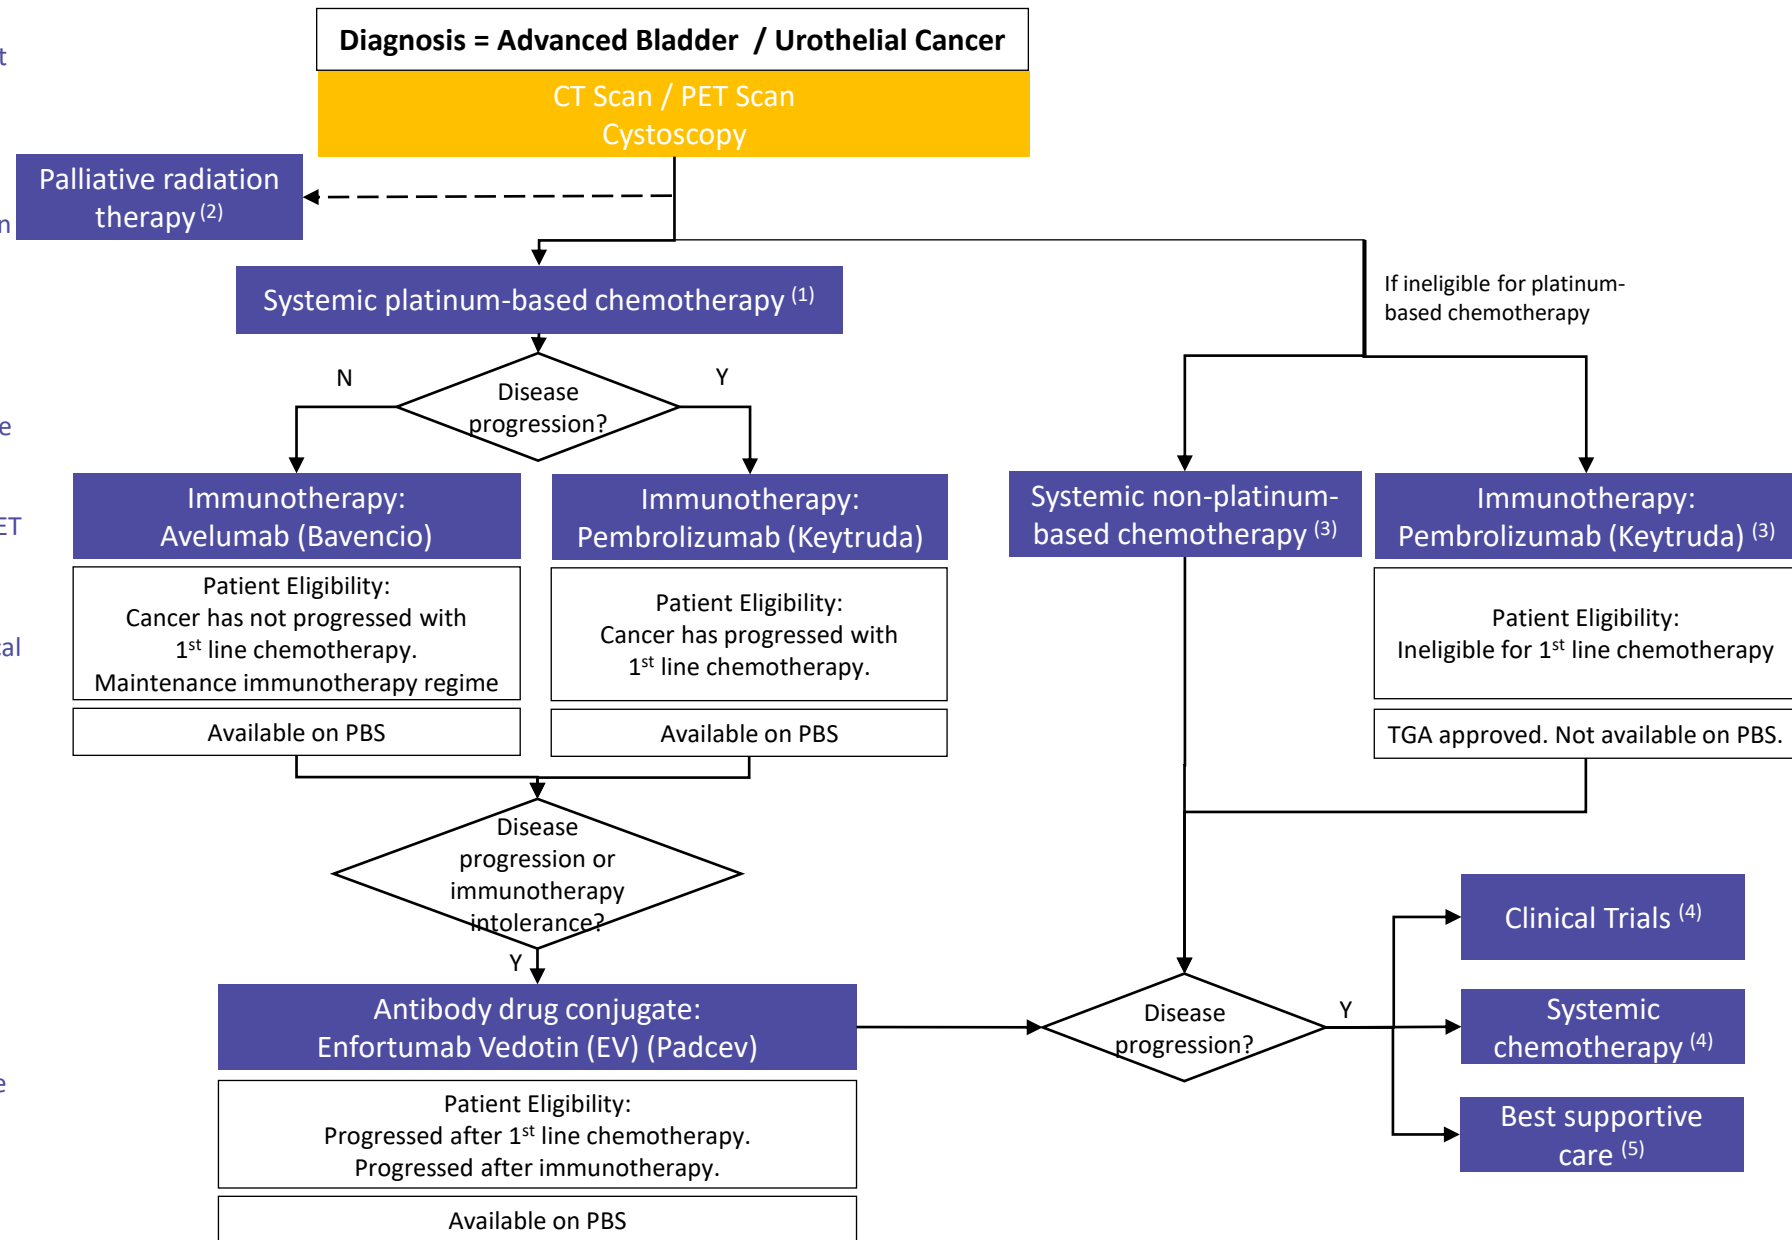 Diagnosis = Advanced Bladder / Urothelial Cancer
CT Scan / PET Scan
Cystoscopy
Palliative radiation
therapy (2)
Systemic platinum-based chemotherapy (1)
If ineligible for platinum-
based chemotherapy
N
Y
Disease
progression?
Immunotherapy:
Avelumab (Bavencio)
Patient Eligibility:
Cancer has not progressed with
1st line chemotherapy.
Maintenance immunotherapy regime
Available on PBS
Immunotherapy:
Pembrolizumab (Keytruda)
Patient Eligibility:
Cancer has progressed with
1st line chemotherapy.
Available on PBS
Systemic non-platinum-
based chemotherapy (3)
Immunotherapy:
Pembrolizumab (Keytruda) (3)
Patient Eligibility:
Ineligible for 1st line chemotherapy
TGA approved. Not available on PBS.
Disease
progression or
immunotherapy
intolerance?
Y
Antibody drug conjugate:
Enfortumab Vedotin (EV) (Padcev)
Patient Eligibility:
Progressed after 1st line chemotherapy.
Progressed after immunotherapy.
Available on PBS
Disease
progression?
Y
Clinical Trials (4)
Systemic
chemotherapy (4)
Best supportive
care (5)